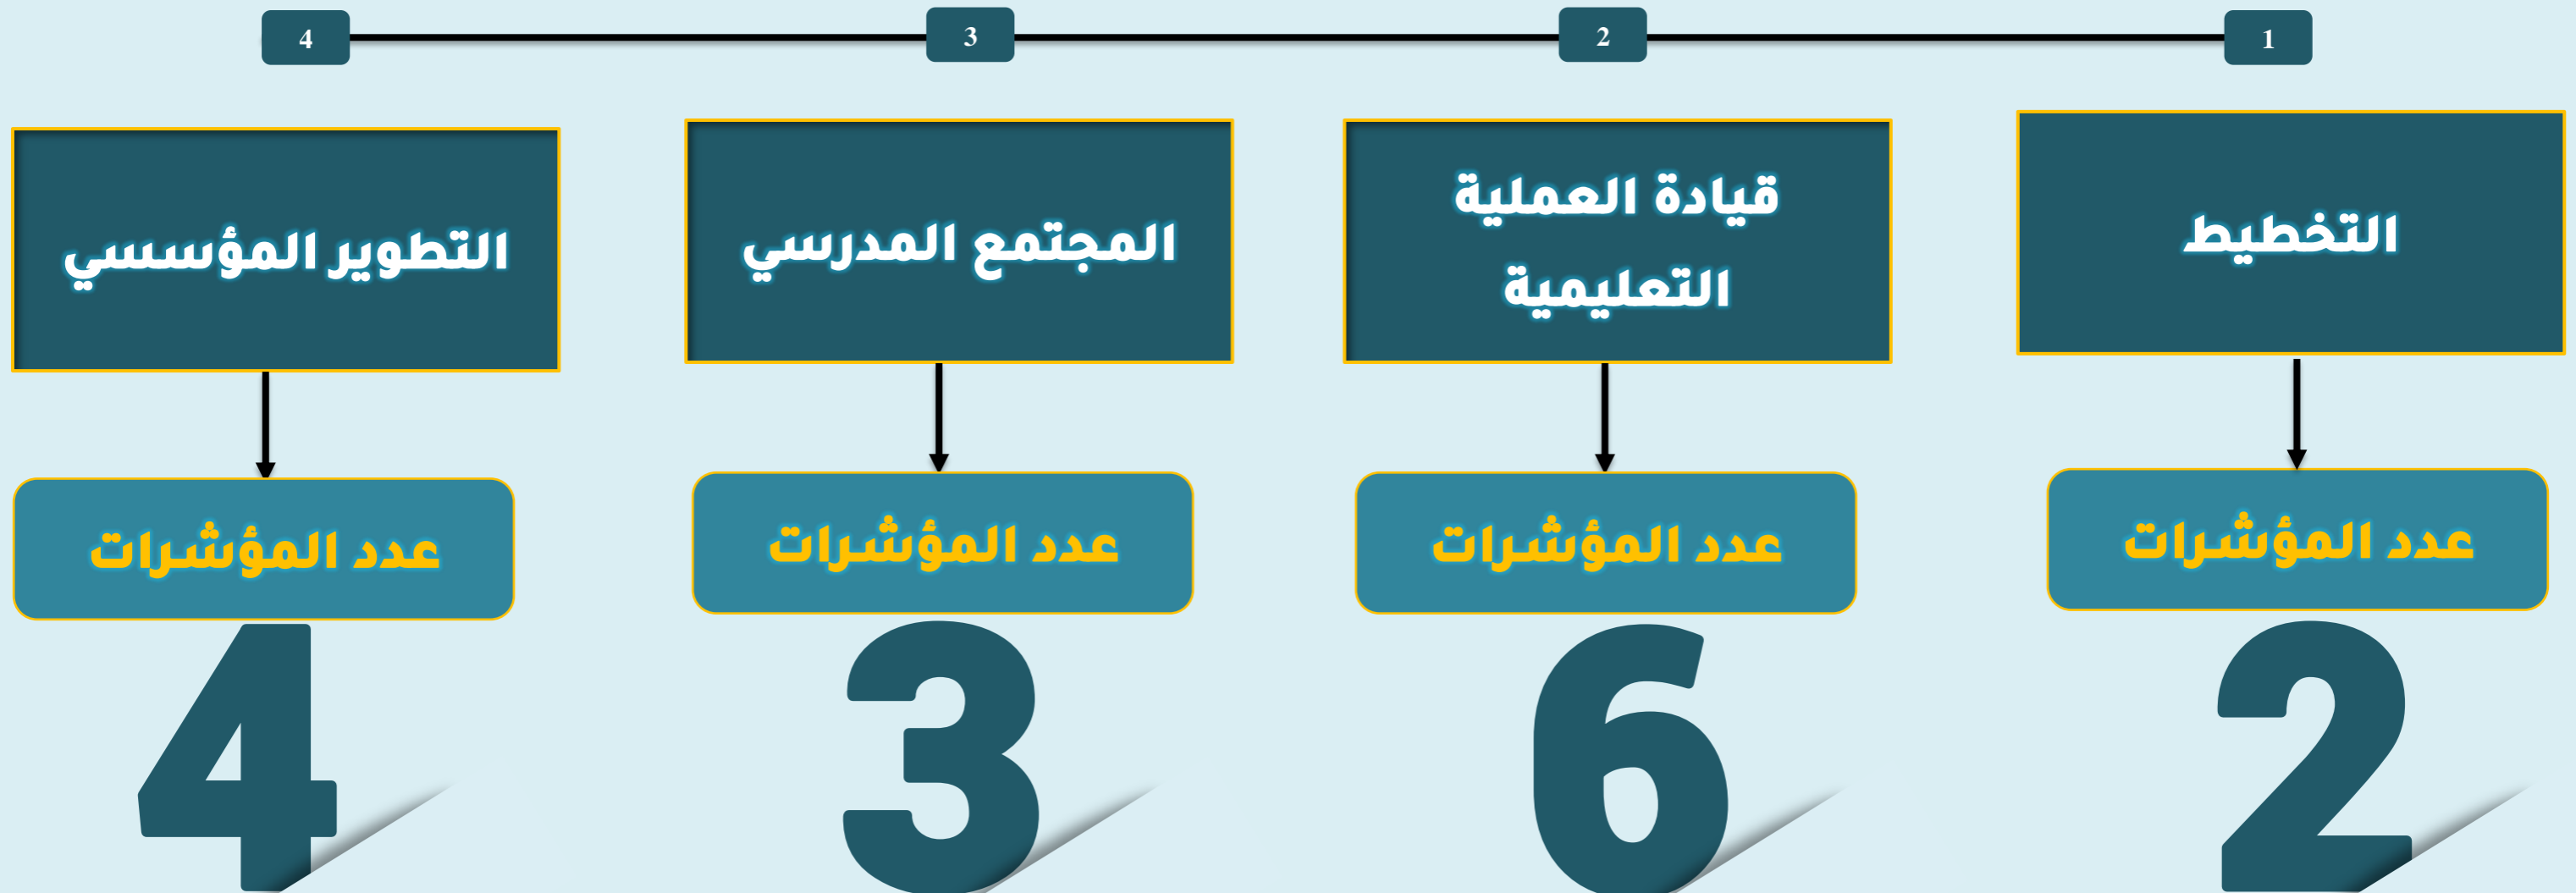 1
2
3
4
التخطيط
قيادة العملية
التعليمية
المجتمع المدرسي
التطوير المؤسسي
عدد المؤشرات
عدد المؤشرات
عدد المؤشرات
عدد المؤشرات
2
6
3
4